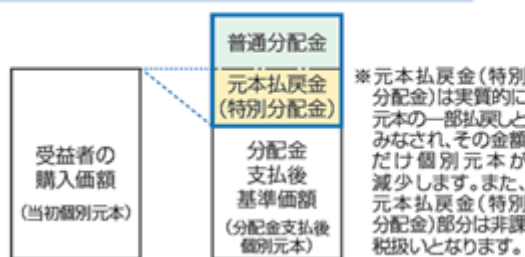 普通分配金
元本払戻金
(特別分配金)
受益者の
購入価額
(当初個別元本)
分配金
支払後
基準価額
(分配金支払後
個別元本)
※元本払戻金(特別
分配金)は実質的に
元本の一部払戻しと
みなされ、その金額
だけ個別元本が
減少します。また、
元本払戻金(特別
分配金)部分は非課
税扱いとなります。